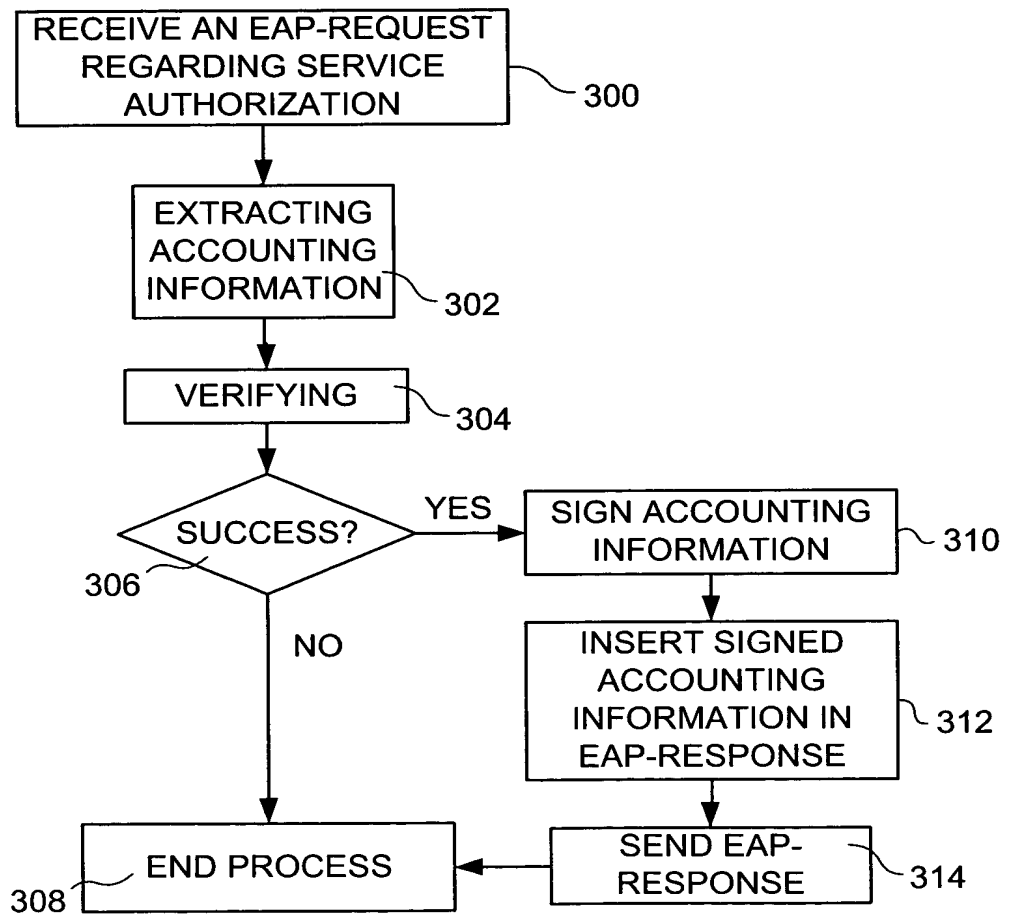 RECEIVE AN EAP-REQUEST
REGARDING SERVICE
AUTHORIZATION
300
EXTRACTING
ACCOUNTING
INFORMATION
302
VERIFYING
304
SUCCESS?
306
YES
NO
SIGN ACCOUNTING
INFORMATION
310
INSERT SIGNED
ACCOUNTING
INFORMATION IN
EAP-RESPONSE
312
SEND EAP-
RESPONSE
314
END PROCESS
308